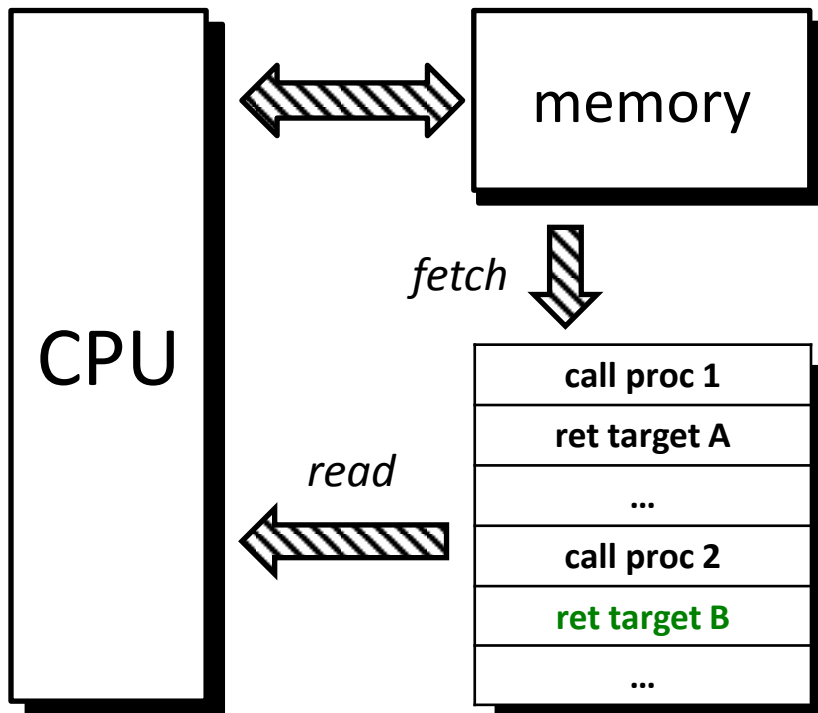 CPU
memory
fetch
read
call proc 1
ret target A
...
call proc 2
ret target B
...